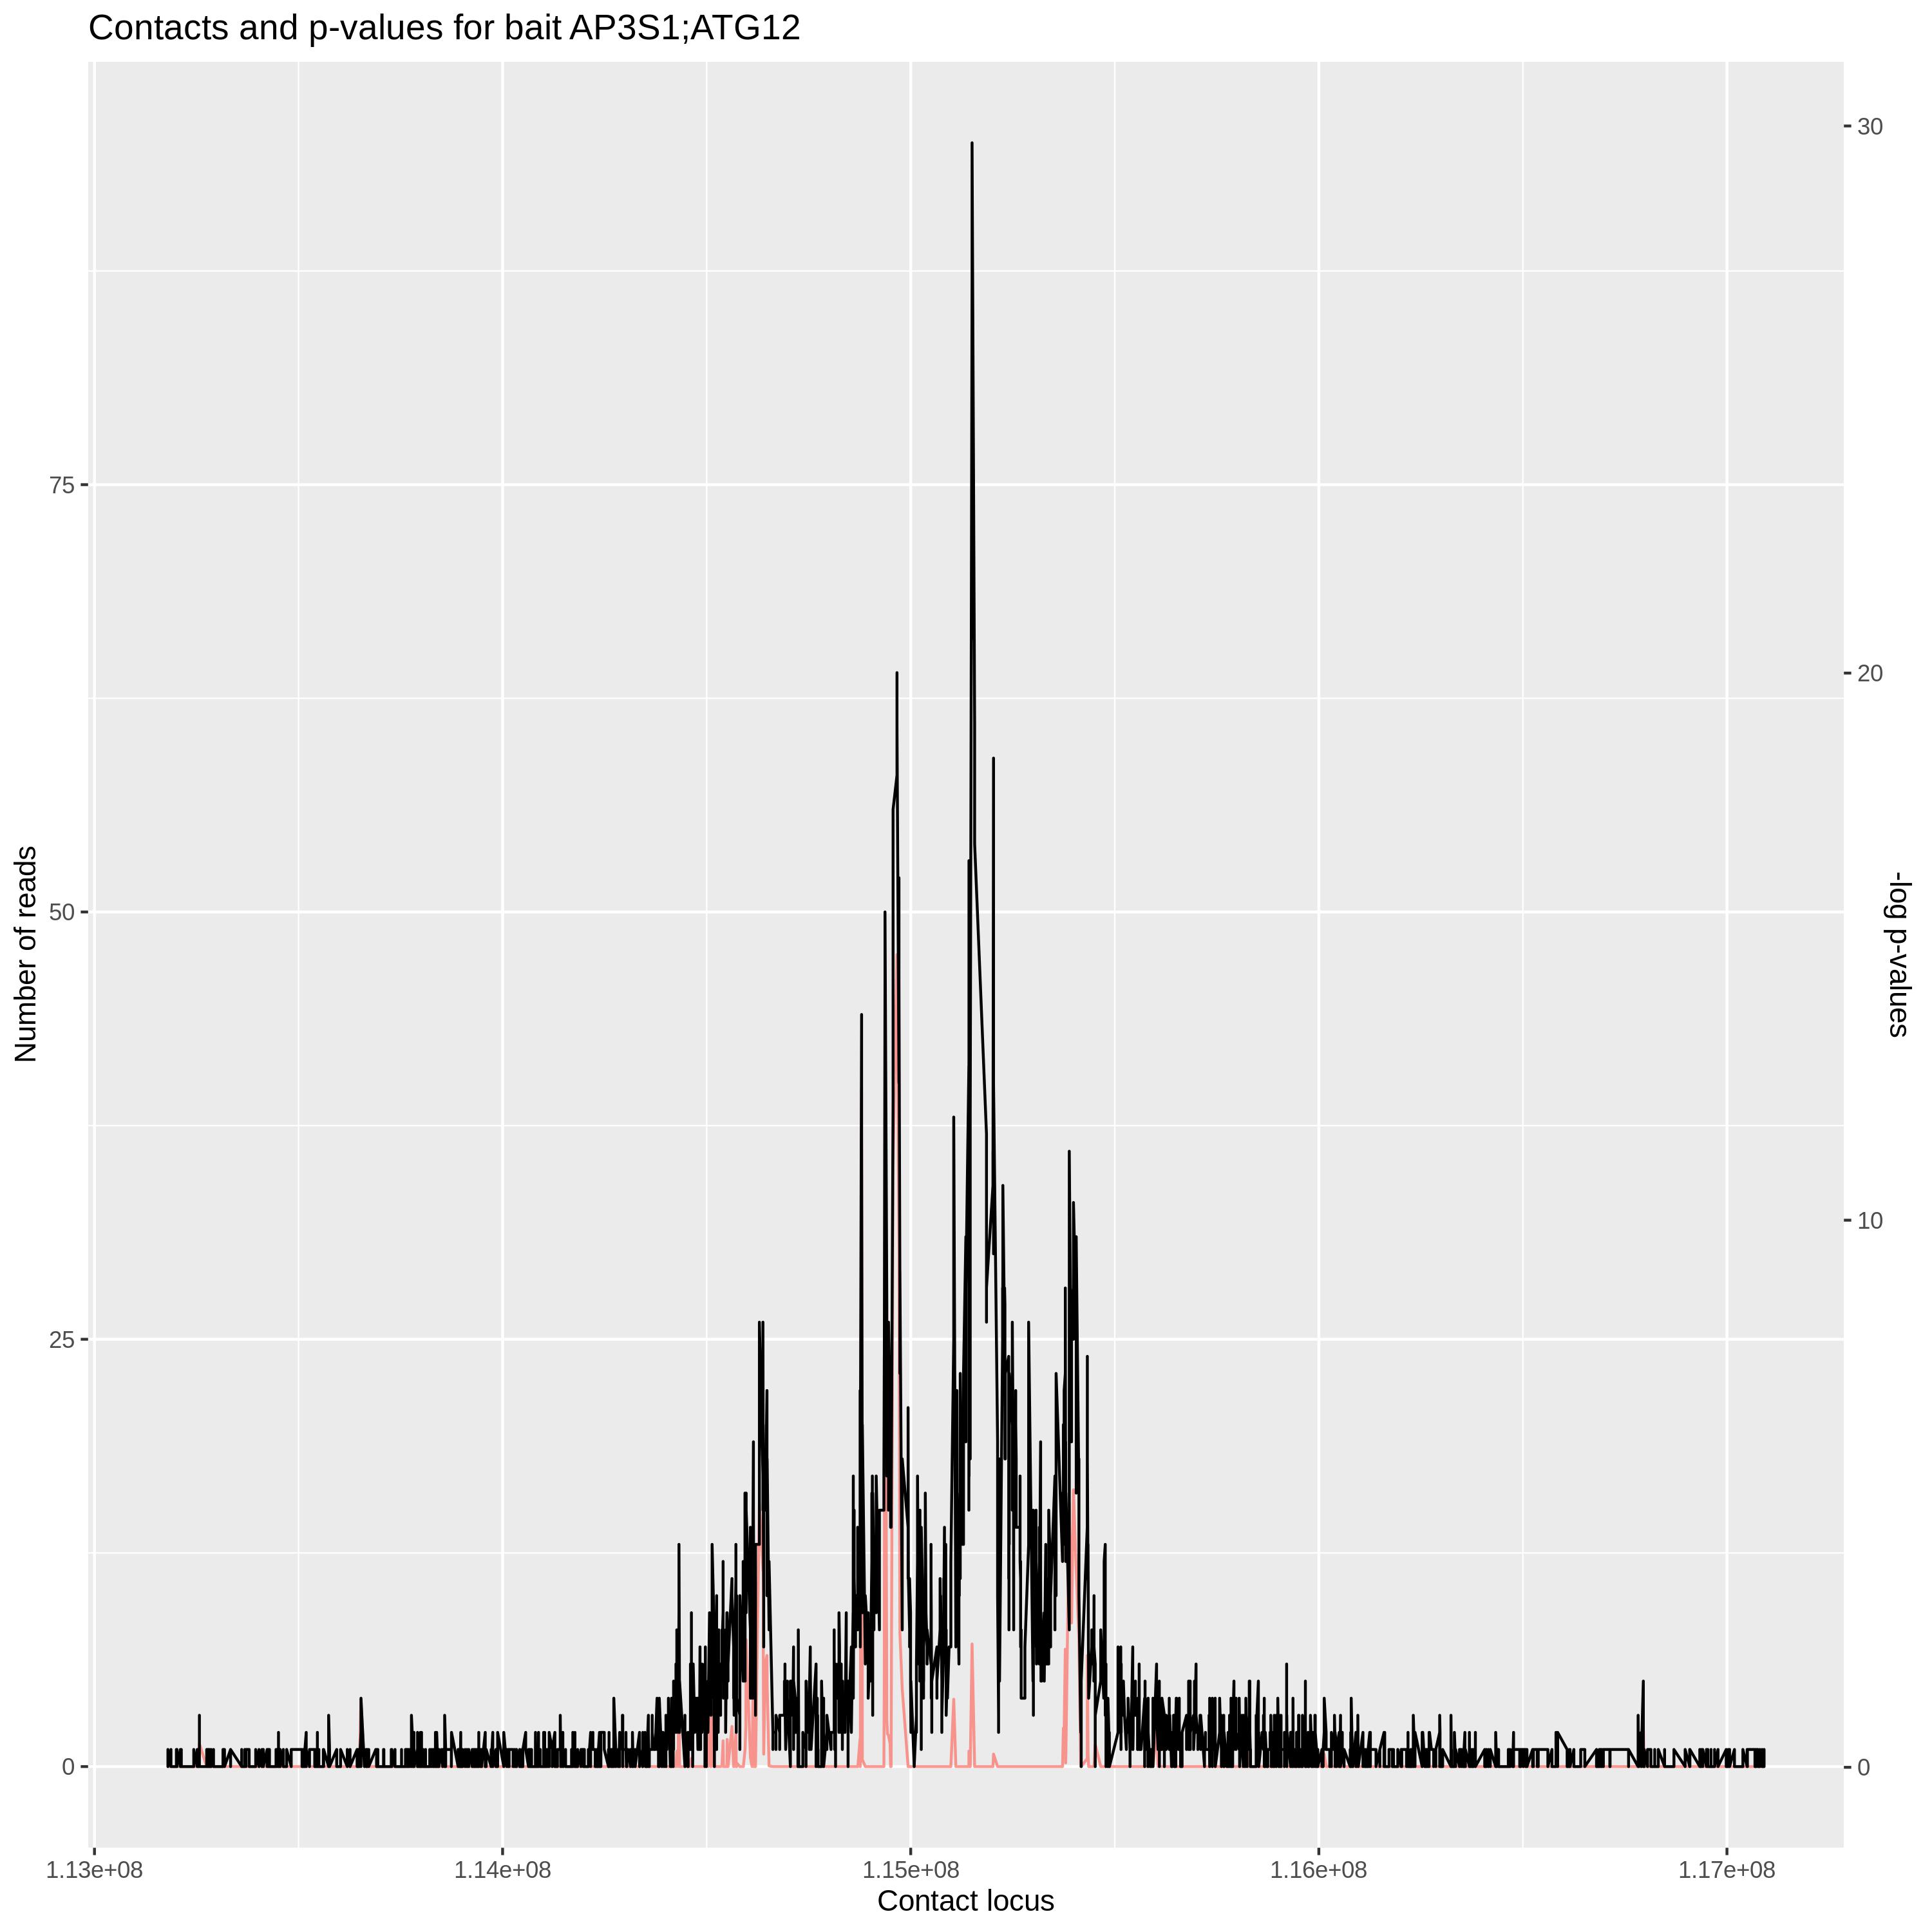 Contacts and p-values for bait AP3S1;ATG12
Number of reads
75
50
25
0
30
20
10
0
-log p-values
1.13e+08 1.14e+08 1.15e+08 1.16e+08 1.17e+08
Contact locus